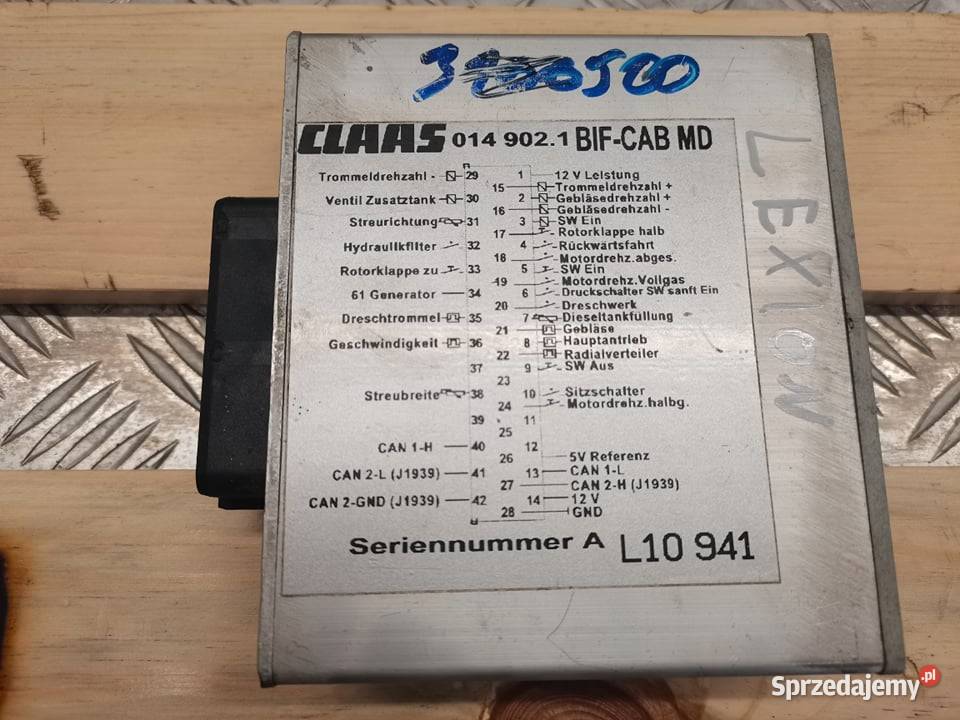 CLAAS 014 902.1 BIF-CAB MD
Trommeldrehzahl - 29
Ventil Zusatztank 30
Streurichtung 31
Hydraulikfilter 32
Rotorklappe zu 33
61 Generator 34
Dreschtrommel 35
Geschwindigkeit 36
37
Streubreite 38
39
CAN 1-H 40
CAN 2-L (J1939) 41
CAN 2-GND (J1939) 42
1 12 V Leistung
15 Trommeldrehzahl +
2 Gebläsedrehzahl +
16 Gebläsedrehzahl -
3 SW Ein
17 Rotorklappe halb
4 Rückwärtsfahrt
18 Motordrehz.abges.
5 SW Ein
19 Motordrehz.Vollgas
6 Druckschalter SW sanft Ein
20 Dreschwerk
7 Dieseltankfüllung
21 Gebläse
8 Hauptantrieb
22 Radialverteiler
9 SW Aus
23
10 Sitzschalter
24 Motordrehz.halbg.
11
25
12
26 5V Referenz
13 CAN 1-L
27 CAN 2-H (J1939)
14 12 V
28 GND
Seriennummer A L10 941
LEXION
Sprzedajemy.pl